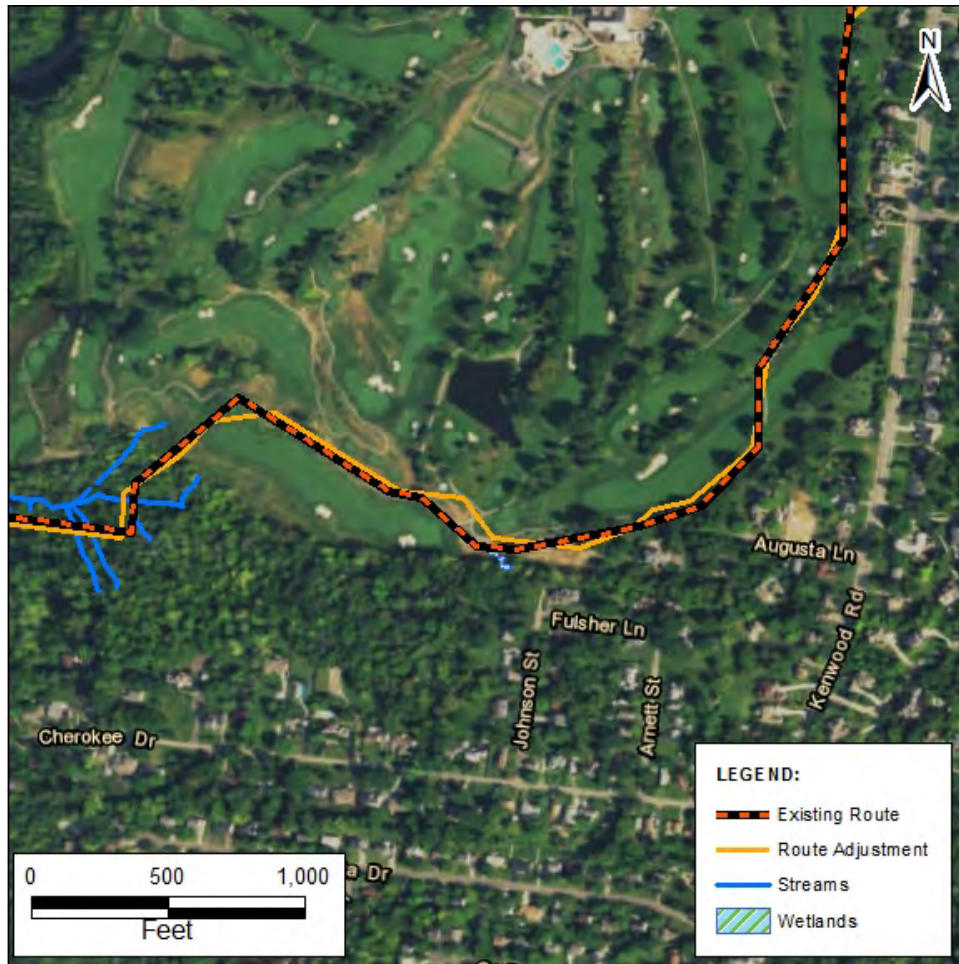 N
Augusta Ln
Fulsher Ln
Kenwood Rd
Johnson St
Arnett St
Cherokee Dr
LEGEND:
Existing Route
Route Adjustment
Streams
Wetlands
0 500 1,000
Feet
a Dr